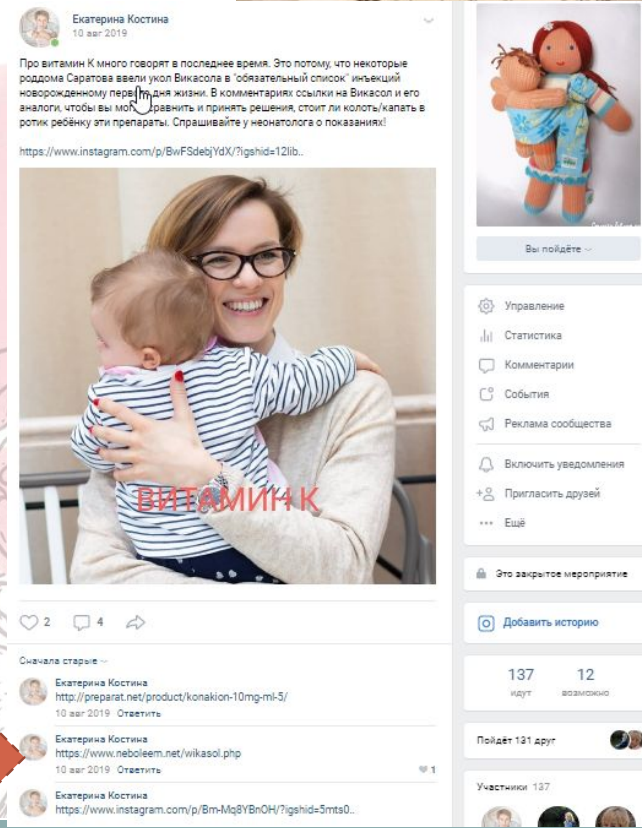 Екатерина Костина
10 авг 2019
Про витамин К много говорят в последнее время. Это потому, что некоторые
роддома Саратова ввели укол Викасола в "обязательный список" инъекций
новорожденному дня жизни. В комментариях ссылки на Викасол и его
аналоги, чтобы вы равнить и принять решения, стоит ли колоть/капать в
ротик ребёнку эти препараты. Спрашивайте у неонатолога о показаниях!
https://www.instagram.com/p/BwFSdebjYdX/?igshid=12lib..
ВИТАМИН К
2
4
Сначала старые
Екатерина Костина
http://preparat.net/product/konakion-10mg-ml-5/
10 авг 2019 Ответить
Екатерина Костина
https://www.neboleem.net/wikasol.php
10 авг 2019 Ответить
1
Екатерина Костина
https://www.instagram.com/p/Bm-Mq8YBnOH/?igshid=5mts0..
Вы пойдёте
Управление
Статистика
Комментарии
События
Реклама сообщества
Включить уведомления
Пригласить друзей
Ещё
Это закрытое мероприятие
Добавить историю
137 12
идут возможно
Пойдёт 131 друг
Участники 137